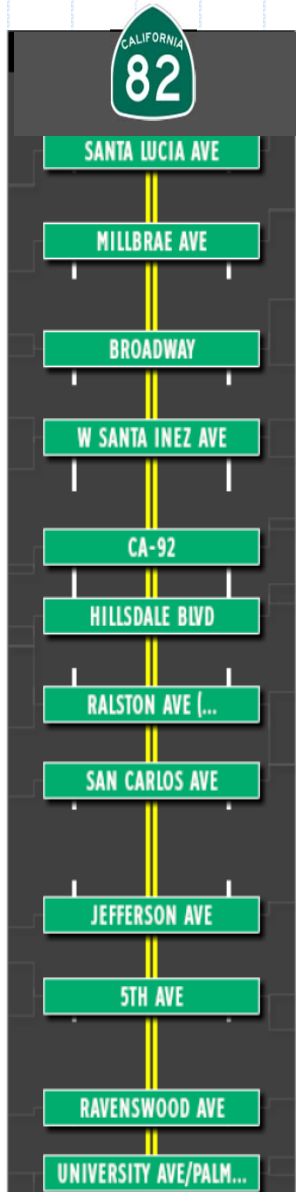 CALIFORNIA
82
SANTA LUCIA AVE
MILLBRAE AVE
BROADWAY
W SANTA INEZ AVE
CA-92
HILLSDALE BLVD
RALSTON AVE (...
SAN CARLOS AVE
JEFFERSON AVE
5TH AVE
RAVENSWOOD AVE
UNIVERSITY AVE/PALM...